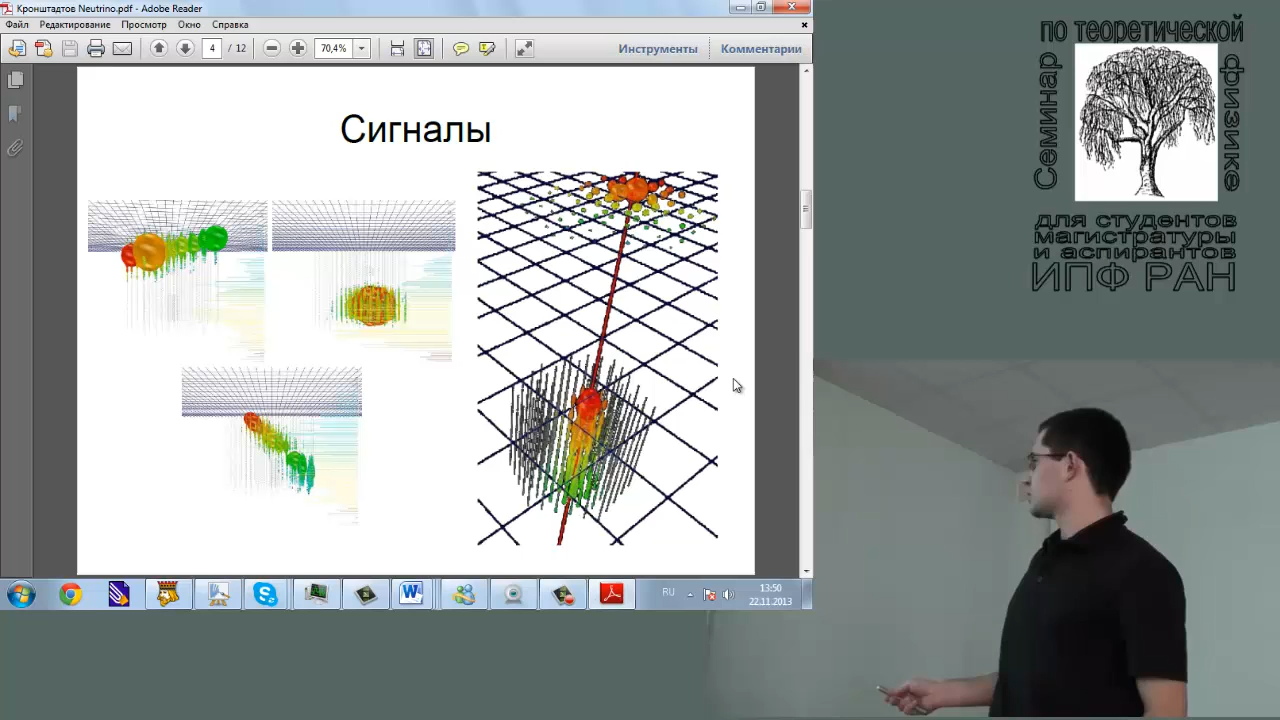 Кронштадтов Neutrino.pdf - Adobe Reader
Файл Редактирование Просмотр Окно Справка
4 / 12 70,4% Инструменты Комментарии
Сигналы
RU 13:50
22.11.2013
по теоретической
Семинар
физике
для студентов
магистратуры
и аспирантов
ИПФ РАН